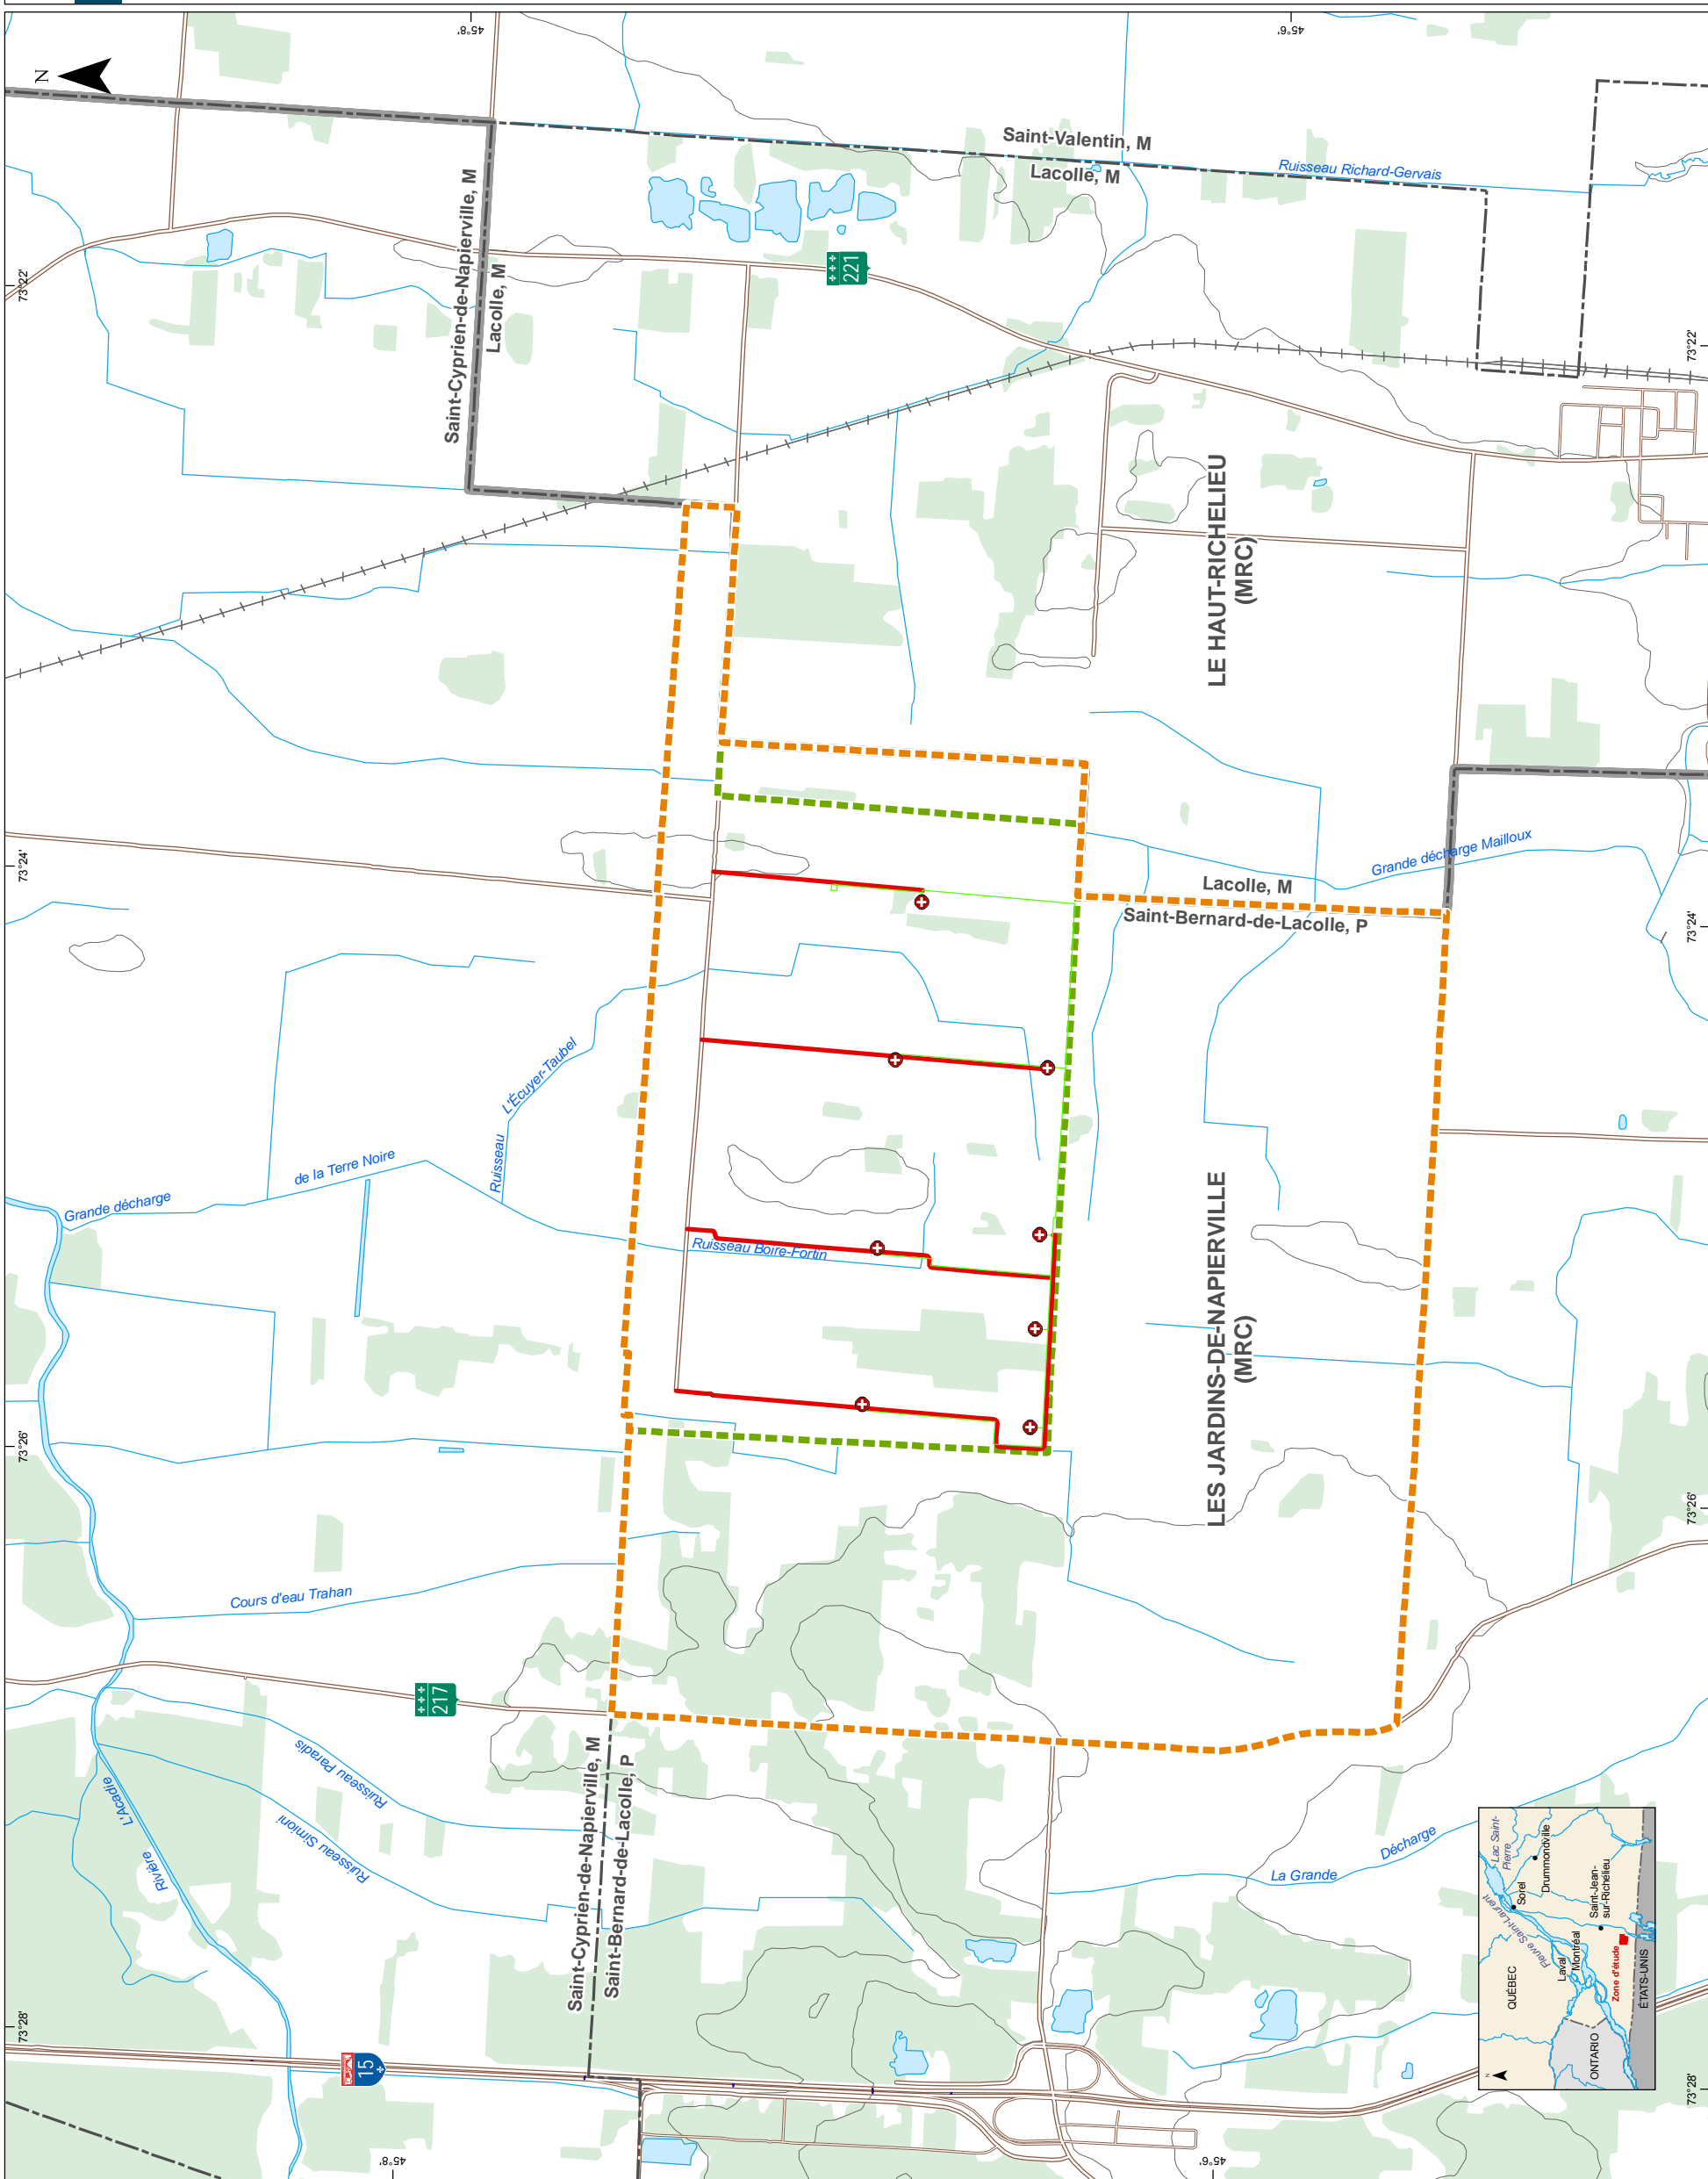 N
45°8'
45°6'
73°22'
Saint-Valentin, M
Lacolle, M
Ruisseau Richard-Gervais
Saint-Cyprien-de-Napierville, M
Lacolle, M
221
73°22'
LE HAUT-RICHELIEU
(MRC)
73°24'
Grande décharge Mailloux
Lacolle, M
Saint-Bernard-de-Lacolle, P
73°24'
Ruisseau
L'Écuyer-Taubel
Grande décharge
de la Terre Noire
Ruisseau Boire-Fortin
LES JARDINS-DE-NAPIERVILLE
(MRC)
73°26'
73°26'
Cours d'eau Trahan
217
Ruisseau Paradis
Ruisseau Simioni
Rivière
L'Acadie
Saint-Cyprien-de-Napierville, M
Saint-Bernard-de-Lacolle, P
La Grande
Décharge
73°28'
15
73°28'
45°8'
45°6'
N
QUÉBEC
ONTARIO
ÉTATS-UNIS
Lac Saint-
Pierre
Fleuve Saint-Laurent
Sorel
Drummondville
Laval
Montréal
Saint-Jean-
sur-Richelieu
Zone d'étude